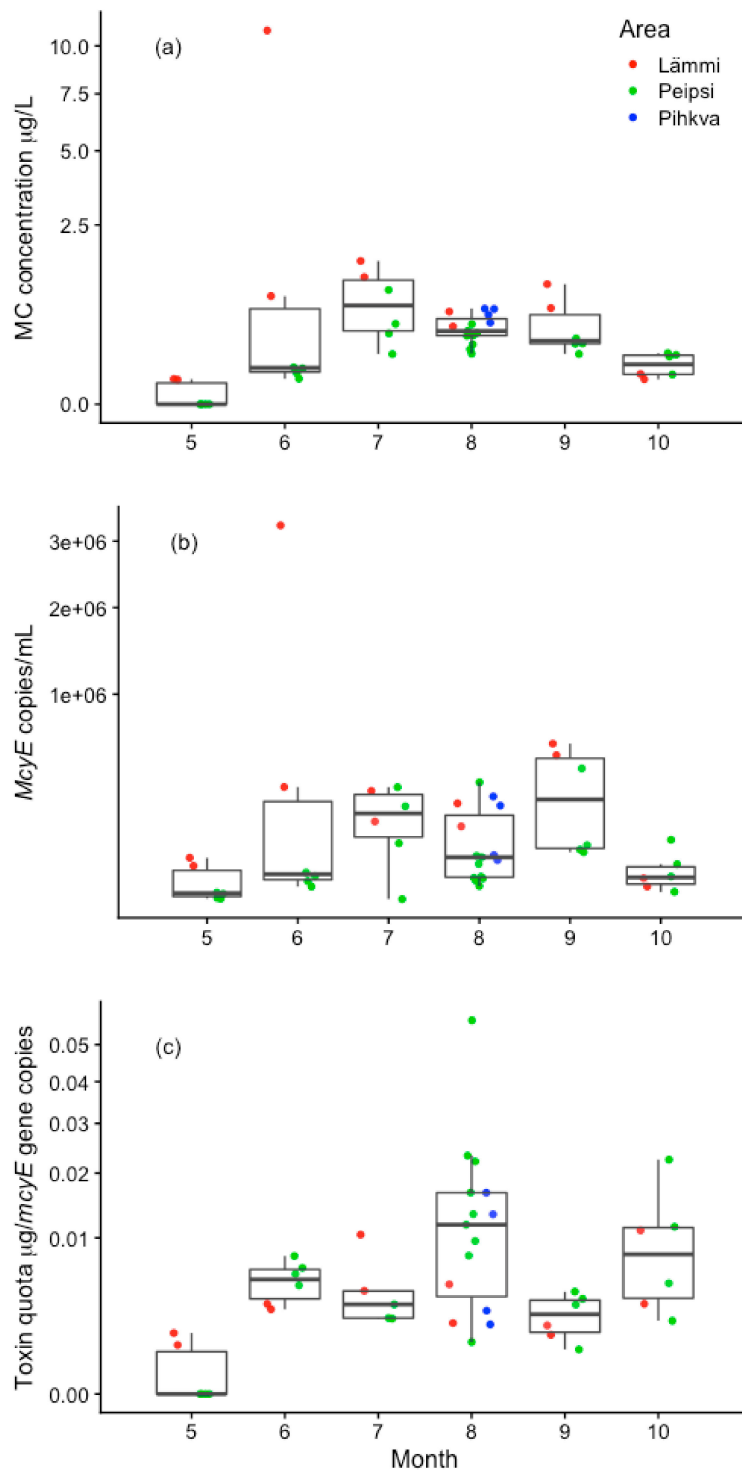 (a)
Area
Lämmi
Peipsi
Pihkva
MC concentration µg/L
10.0
7.5
5.0
2.5
0.0
5 6 7 8 9 10
(b)
McyE copies/mL
3e+06
2e+06
1e+06
5 6 7 8 9 10
(c)
Toxin quota µg/mcyE gene copies
0.05
0.04
0.03
0.02
0.01
0.00
5 6 7 8 9 10
Month